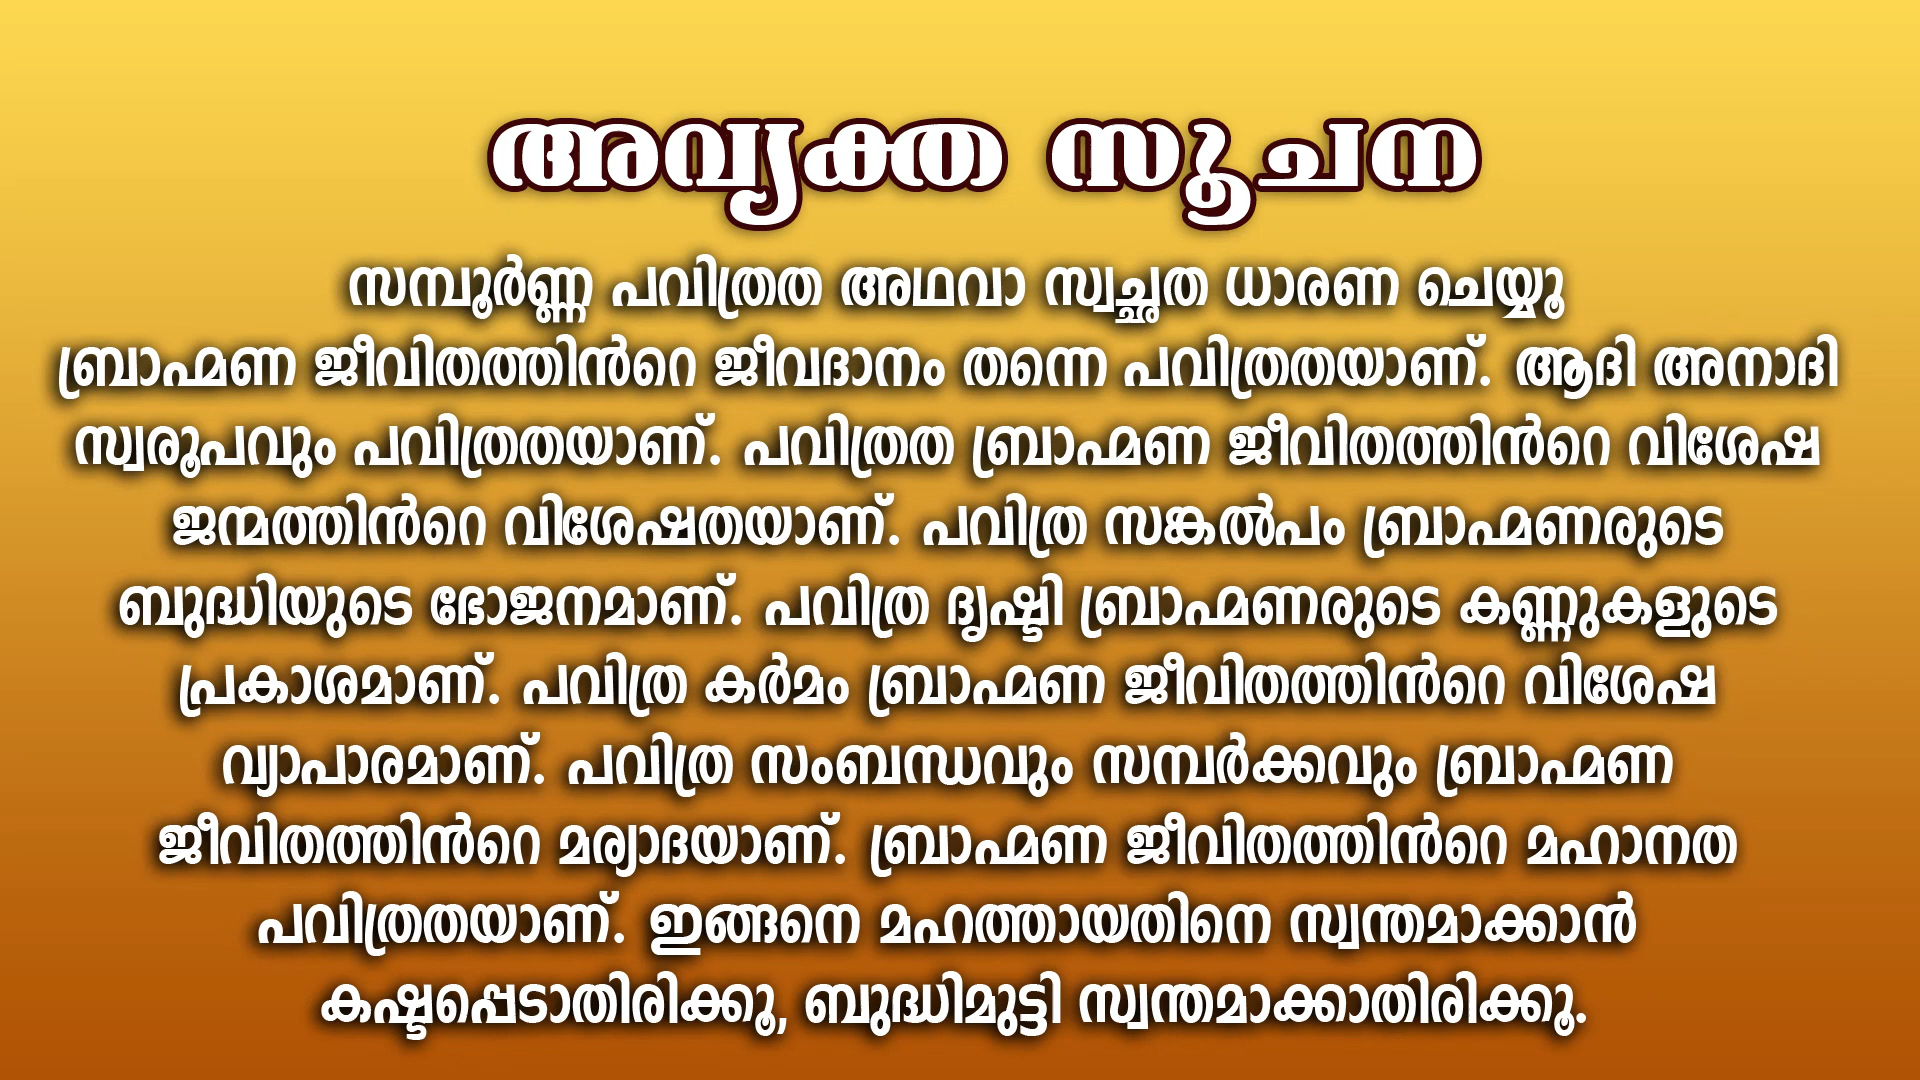 അവ്യക്ത സൂചന
സമ്പൂർണ്ണ പവിത്രത അഥവാ സ്വച്ഛത ധാരണ ചെയ്യൂ
ബ്രാഹ്മണ ജീവിതത്തിൻറെ ജീവദാനം തന്നെ പവിത്രതയാണ്. ആദി അനാദി
സ്വരൂപവും പവിത്രതയാണ്. പവിത്രത ബ്രാഹ്മണ ജീവിതത്തിൻറെ വിശേഷ
ജന്മത്തിൻറെ വിശേഷതയാണ്. പവിത്ര സങ്കൽപം ബ്രാഹ്മണരുടെ
ബുദ്ധിയുടെ ഭോജനമാണ്. പവിത്ര ദൃഷ്ടി ബ്രാഹ്മണരുടെ കണ്ണുകളുടെ
പ്രകാശമാണ്. പവിത്ര കർമം ബ്രാഹ്മണ ജീവിതത്തിൻറെ വിശേഷ
വ്യാപാരമാണ്. പവിത്ര സംബന്ധവും സമ്പർക്കവും ബ്രാഹ്മണ
ജീവിതത്തിൻറെ മര്യാദയാണ്. ബ്രാഹ്മണ ജീവിതത്തിൻറെ മഹാനത
പവിത്രതയാണ്. ഇങ്ങനെ മഹത്തായതിനെ സ്വന്തമാക്കാൻ
കഷ്ടപ്പെടാതിരിക്കൂ, ബുദ്ധിമുട്ടി സ്വന്തമാക്കാതിരിക്കൂ.